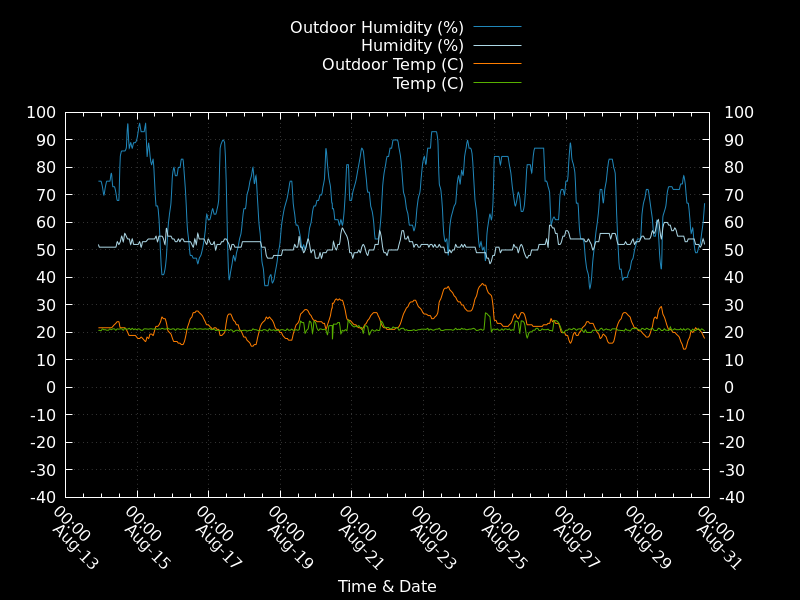 Outdoor Humidity (%)
Humidity (%)
Outdoor Temp (C)
Temp (C)
100 100
90 90
80 80
70 70
60 60
50 50
40 40
30 30
20 20
10 10
0 0
-10 -10
-20 -20
-30 -30
-40 -40
00:00 00:00 00:00 00:00 00:00 00:00 00:00 00:00 00:00 00:00
Aug-13 Aug-15 Aug-17 Aug-19 Aug-21 Aug-23 Aug-25 Aug-27 Aug-29 Aug-31
Time & Date